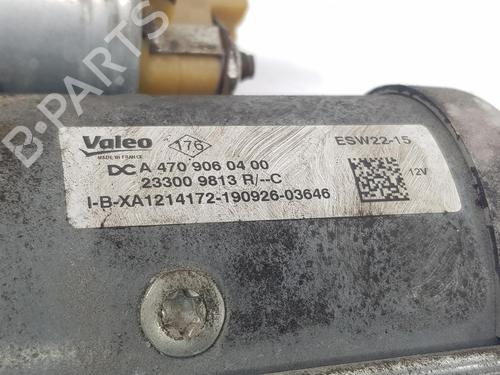 B-PARTS
Valeo 176 ESW22-15
MADE IN FRANCE
DC A 470 906 04 00 12V
23300 9813 R/--C
I-B-XA1214172-190926-03646